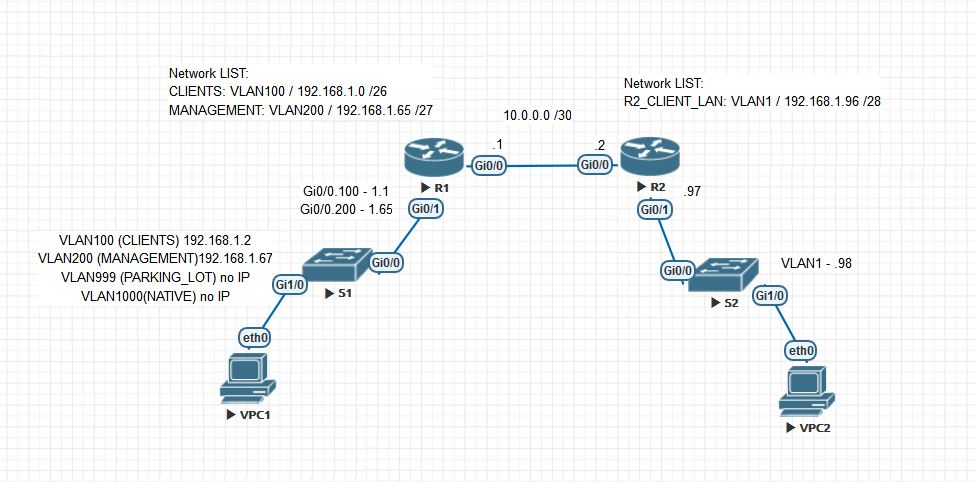 Network LIST:
CLIENTS: VLAN100 / 192.168.1.0 /26
MANAGEMENT: VLAN200 / 192.168.1.65 /27
Network LIST:
R2_CLIENT_LAN: VLAN1 / 192.168.1.96 /28
10.0.0.0 /30
.1
.2
Gi0/0
Gi0/0
R1
R2
Gi0/0.100 - 1.1
Gi0/0.200 - 1.65
Gi0/1
Gi0/1
.97
VLAN100 (CLIENTS) 192.168.1.2
VLAN200 (MANAGEMENT)192.168.1.67
VLAN999 (PARKING_LOT) no IP
VLAN1000(NATIVE) no IP
Gi0/0
Gi1/0
S1
Gi0/0
VLAN1 - .98
Gi1/0
S2
eth0
VPC1
eth0
VPC2